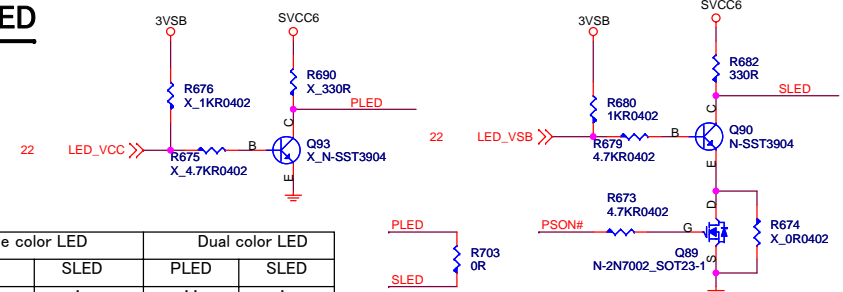 ED
3VSB
SVCC6
R676
X_1KR0402
R690
X_330R
PLED
C
22
LED_VCC
B
Q93
X_N-SST3904
R675
X_4.7KR0402
E
3VSB
SVCC6
R682
330R
SLED
R680
1KR0402
C
22
LED_VSB
B
Q90
N-SST3904
R679
4.7KR0402
E
R673
4.7KR0402
D
PSON#
G
R674
X_0R0402
Q89
N-2N7002_SOT23-1
S
PLED
R703
0R
SLED
e color LED
Dual color LED
SLED
PLED
SLED